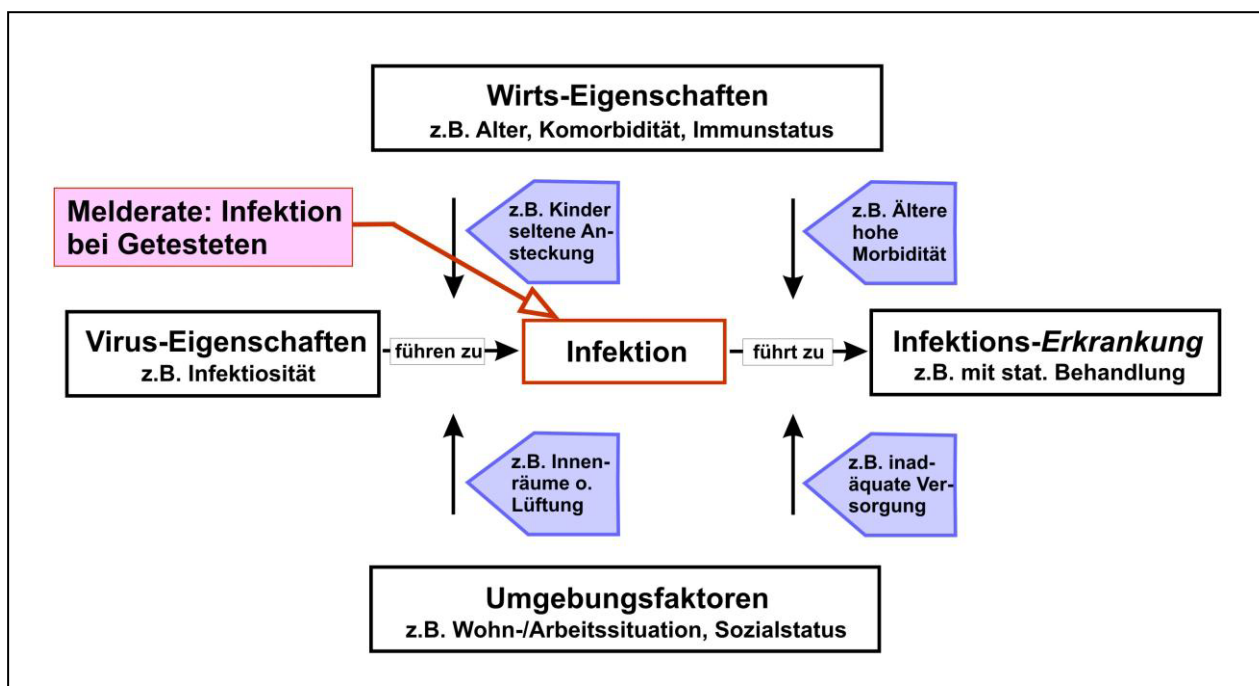 Wirts-Eigenschaften
z.B. Alter, Komorbidität, Immunstatus
Melderate: Infektion
bei Getesteten
z.B. Kinder
seltene An-
steckung
z.B. Ältere
hohe
Morbidität
Virus-Eigenschaften
z.B. Infektiosität
führen zu
Infektion
führt zu
Infektions-Erkrankung
z.B. mit stat. Behandlung
z.B. Innen-
räume o.
Lüftung
z.B. inad-
äquate Ver-
sorgung
Umgebungsfaktoren
z.B. Wohn-/Arbeitssituation, Sozialstatus